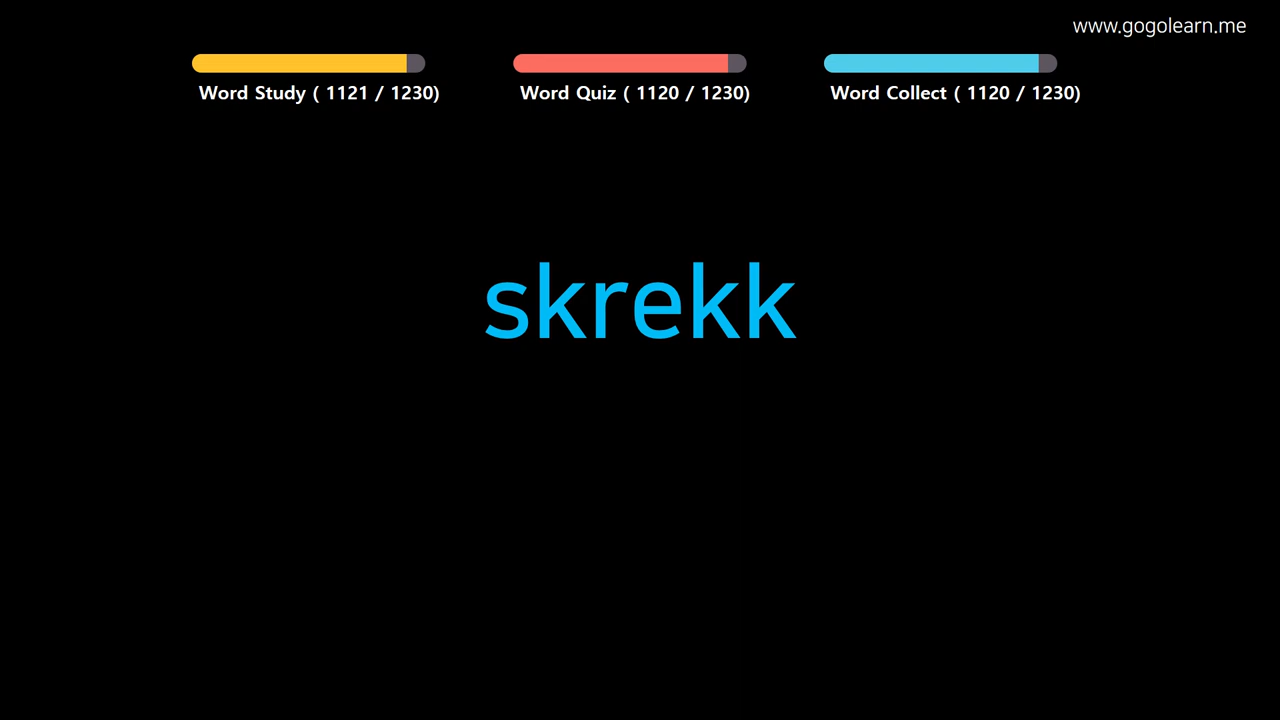 www.gogolearn.me
Word Study ( 1121 / 1230)
Word Quiz ( 1120 / 1230)
Word Collect ( 1120 / 1230)
skrekk